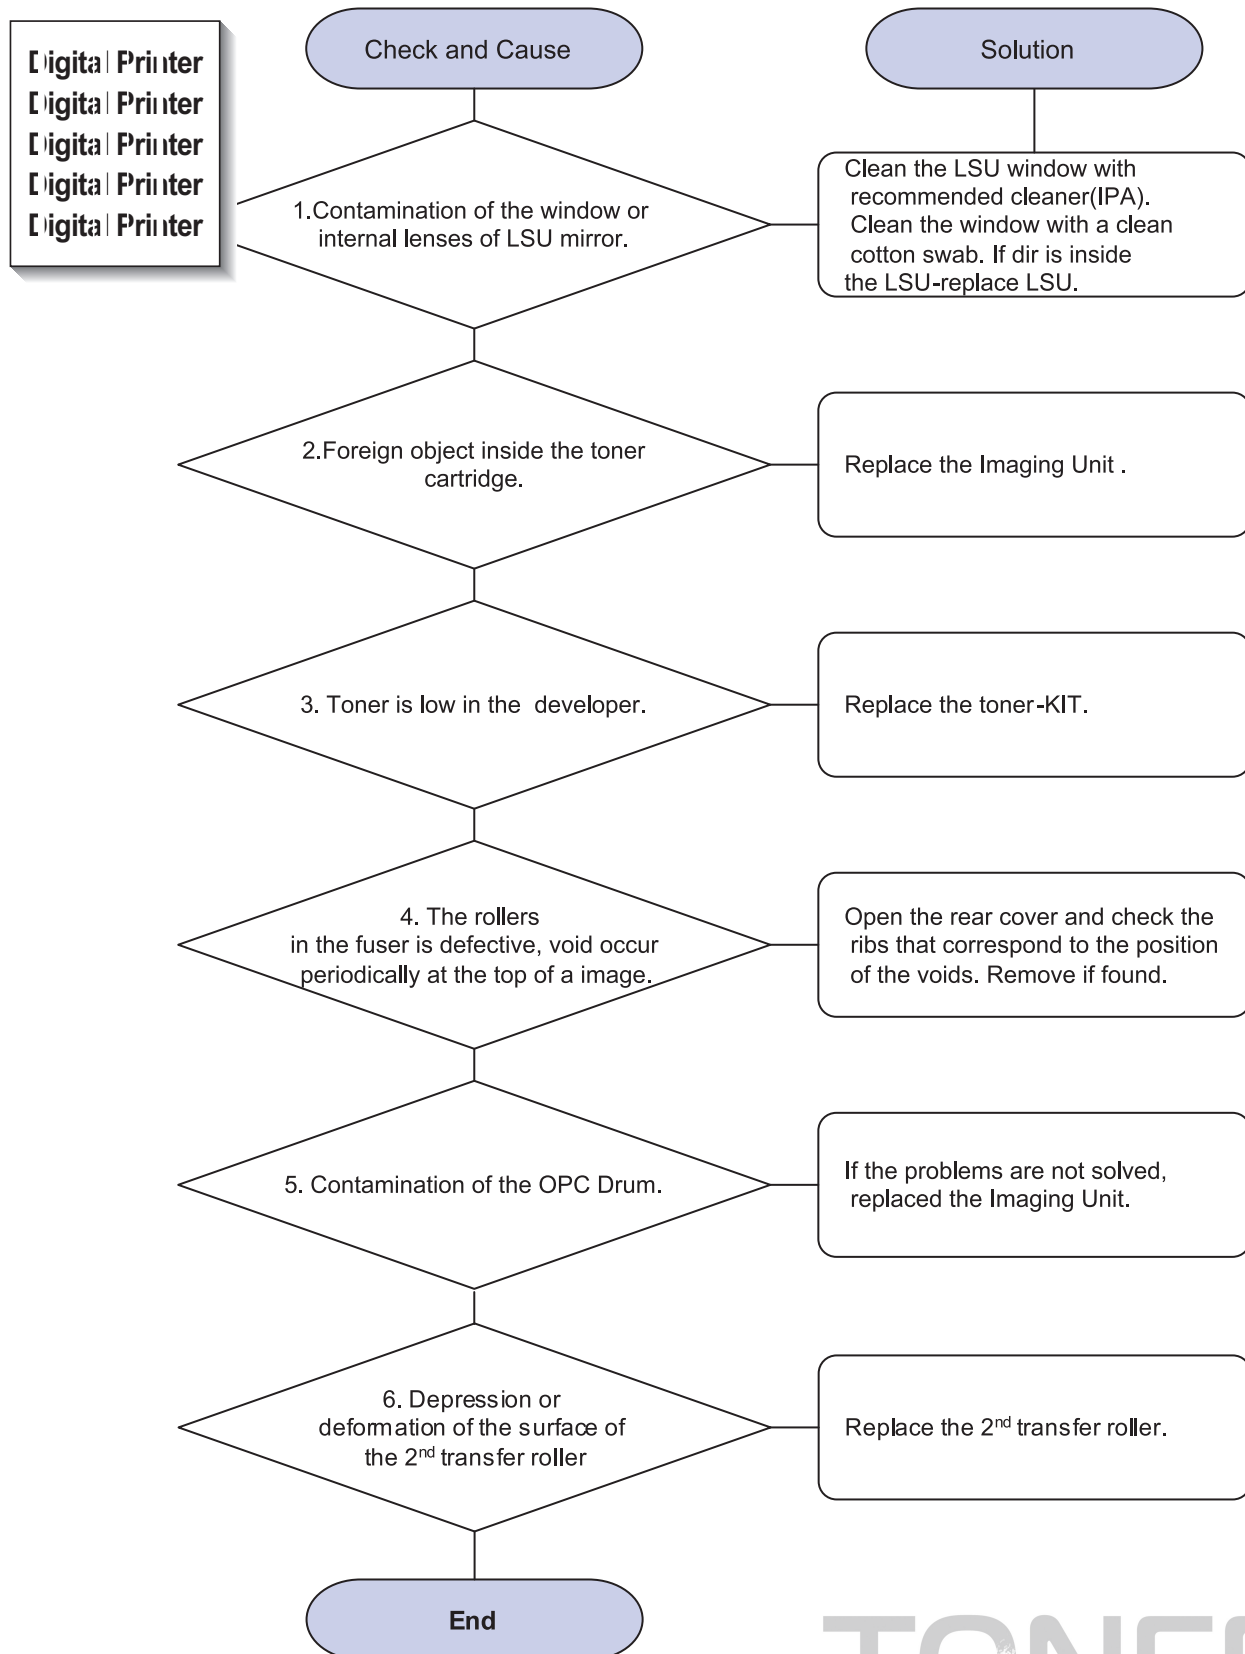 Digital Printer
Digital Printer
Digital Printer
Digital Printer
Digital Printer
Check and Cause
Solution
1.Contamination of the window or
internal lenses of LSU mirror.
Clean the LSU window with
recommended cleaner(IPA).
Clean the window with a clean
cotton swab. If dir is inside
the LSU-replace LSU.
2.Foreign object inside the toner
cartridge.
Replace the Imaging Unit .
3. Toner is low in the developer.
Replace the toner-KIT.
4. The rollers
in the fuser is defective, void occur
periodically at the top of a image.
Open the rear cover and check the
ribs that correspond to the position
of the voids. Remove if found.
5. Contamination of the OPC Drum.
If the problems are not solved,
replaced the Imaging Unit.
6. Depression or
deformation of the surface of
the 2nd transfer roller
Replace the 2nd transfer roller.
End